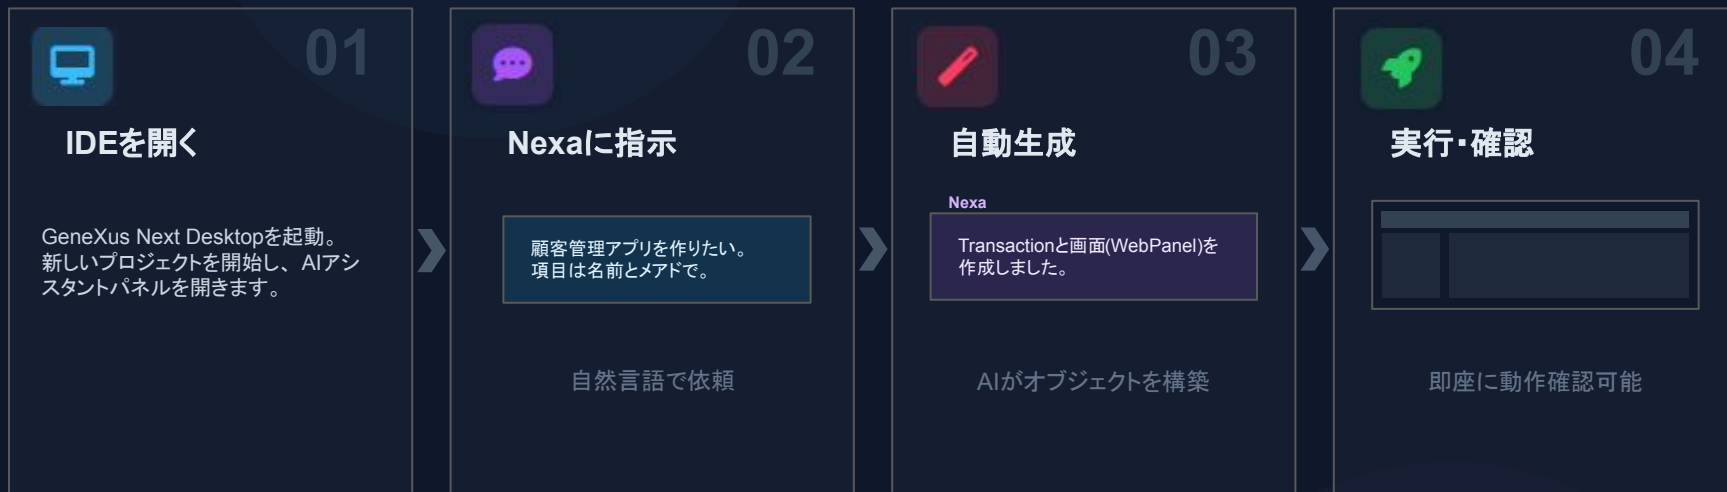 01
IDEを開く
GeneXus Next Desktopを起動。
新しいプロジェクトを開始し、AIアシ
スタントパネルを開きます。
02
Nexaに指示
顧客管理アプリを作りたい。
項目は名前とメアドで。
自然言語で依頼
03
自動生成
Nexa
Transactionと画面(WebPanel)を
作成しました。
AIがオブジェクトを構築
04
実行・確認
即座に動作確認可能